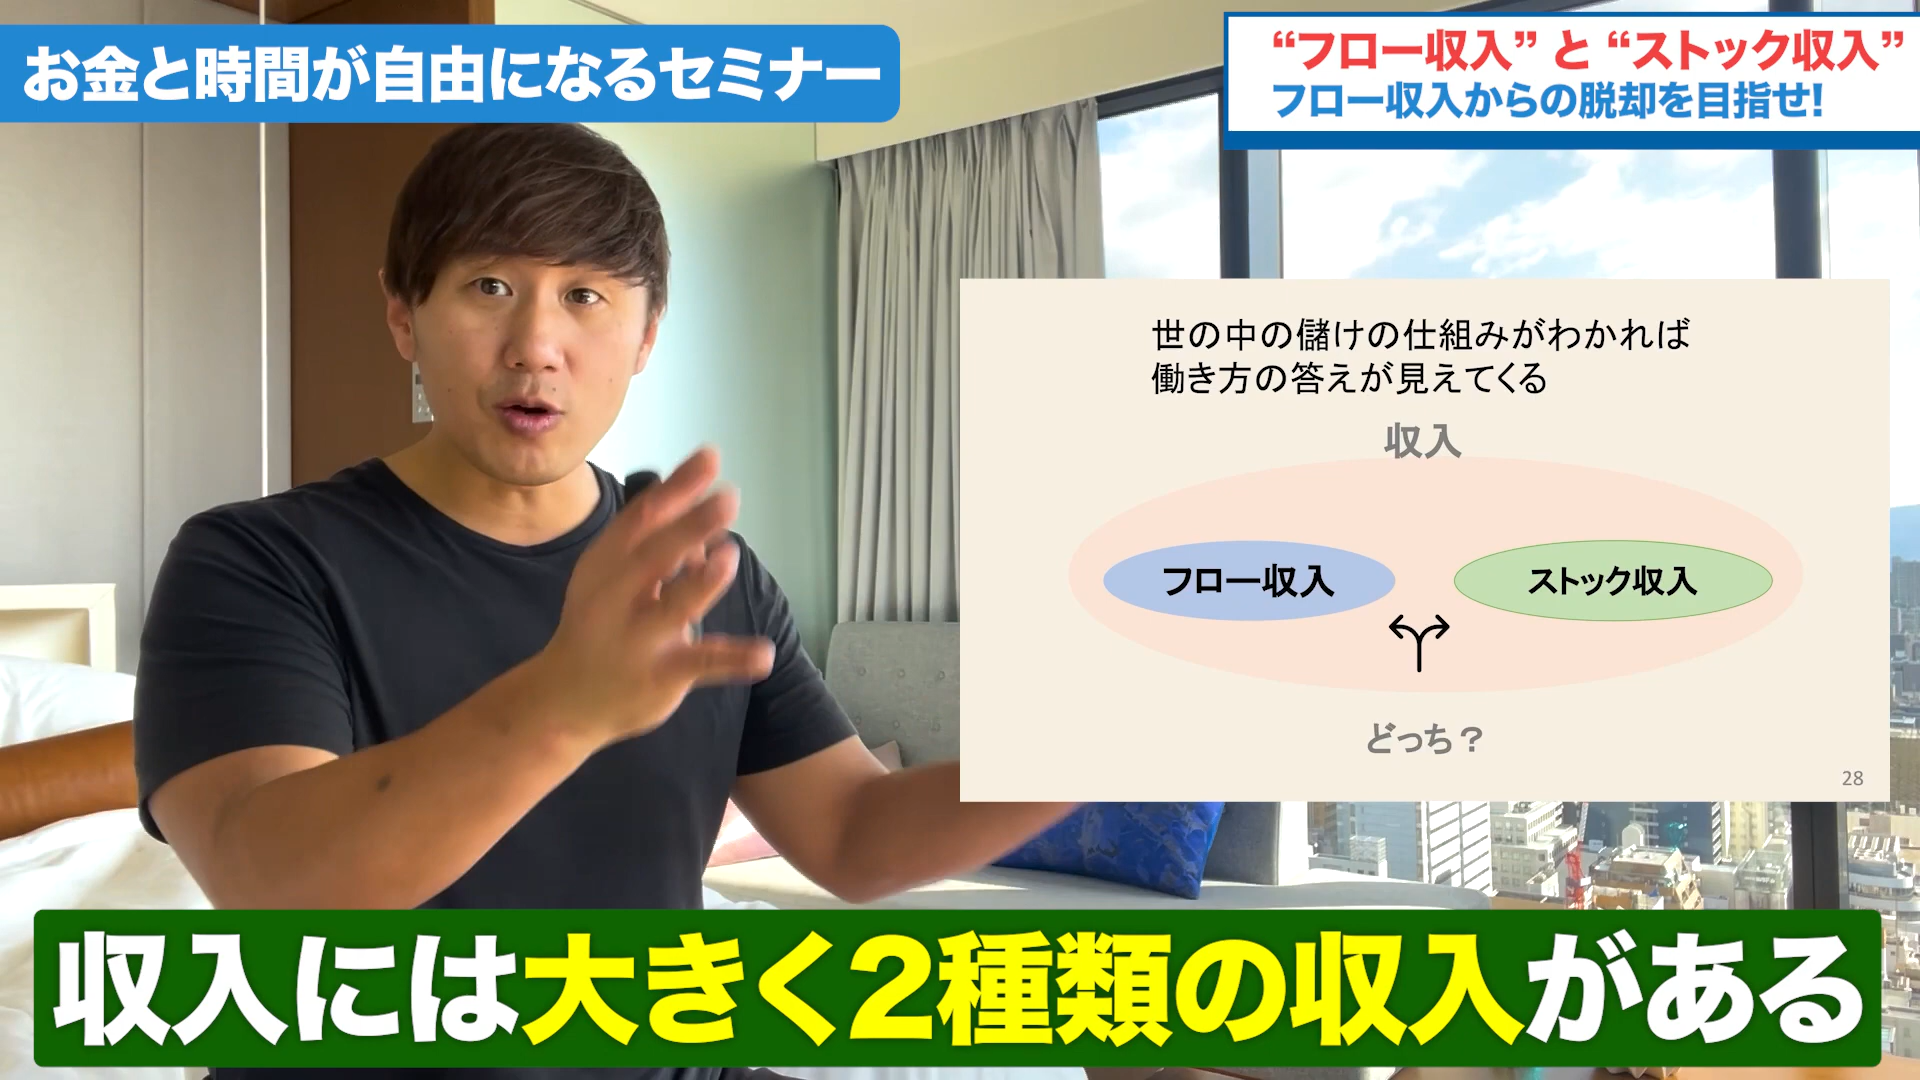 お金と時間が自由になるセミナー
“フロー収入” と “ストック収入”
フロー収入からの脱却を目指せ!
世の中の儲けの仕組みがわかれば
働き方の答えが見えてくる
収入
フロー収入
ストック収入
どっち？
28
収入には大きく2種類の収入がある